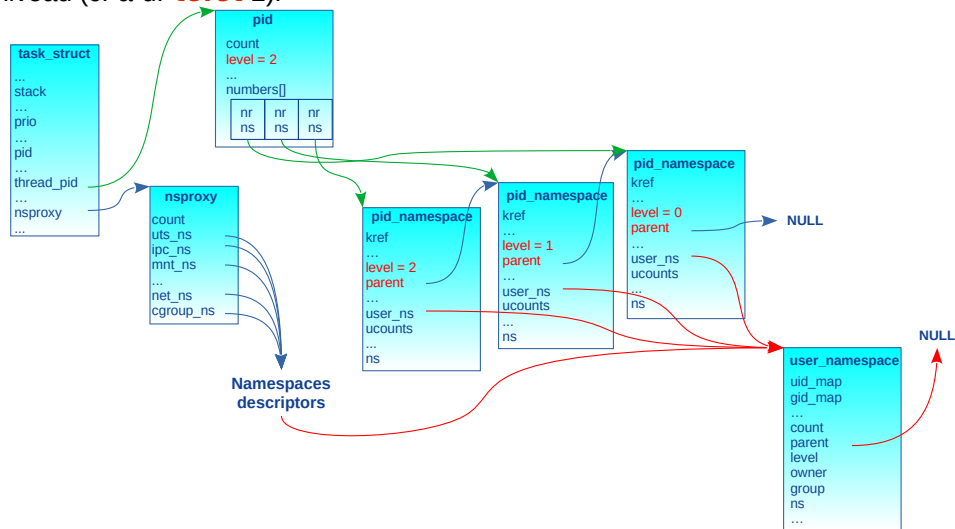 niveau (c.-à-d. level 2).
pid
count
level = 2
...
numbers[]
nr nr nr
ns ns ns
task_struct
...
stack
...
prio
...
pid
...
thread_pid
...
nsproxy
...
nsproxy
count
uts_ns
ipc_ns
mnt_ns
...
net_ns
cgroup_ns
Namespaces
descriptors
pid_namespace
kref
...
level = 2
parent
...
user_ns
ucounts
...
ns
pid_namespace
kref
...
level = 1
parent
...
user_ns
ucounts
...
ns
pid_namespace
kref
...
level = 0
parent
...
user_ns
ucounts
...
ns
NULL
user_namespace
uid_map
gid_map
...
count
parent
level
owner
group
ns
...
NULL